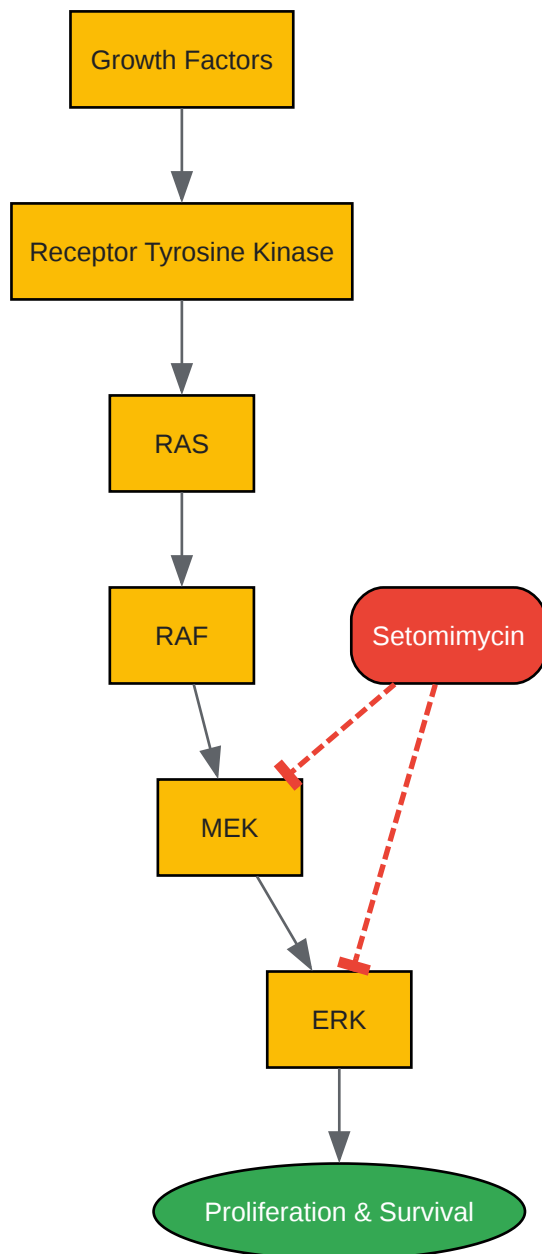 Growth Factors
Receptor Tyrosine Kinase
RAS
RAF
Setomimycin
MEK
ERK
Proliferation & Survival